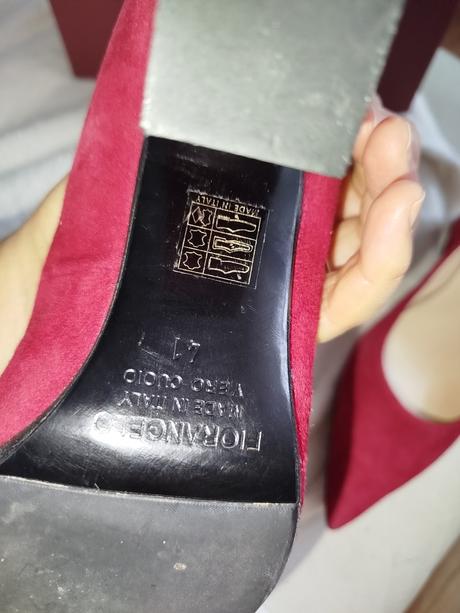 FIORANGELO
MADE IN ITALY
VERO CUOIO
41
MADE IN ITALY